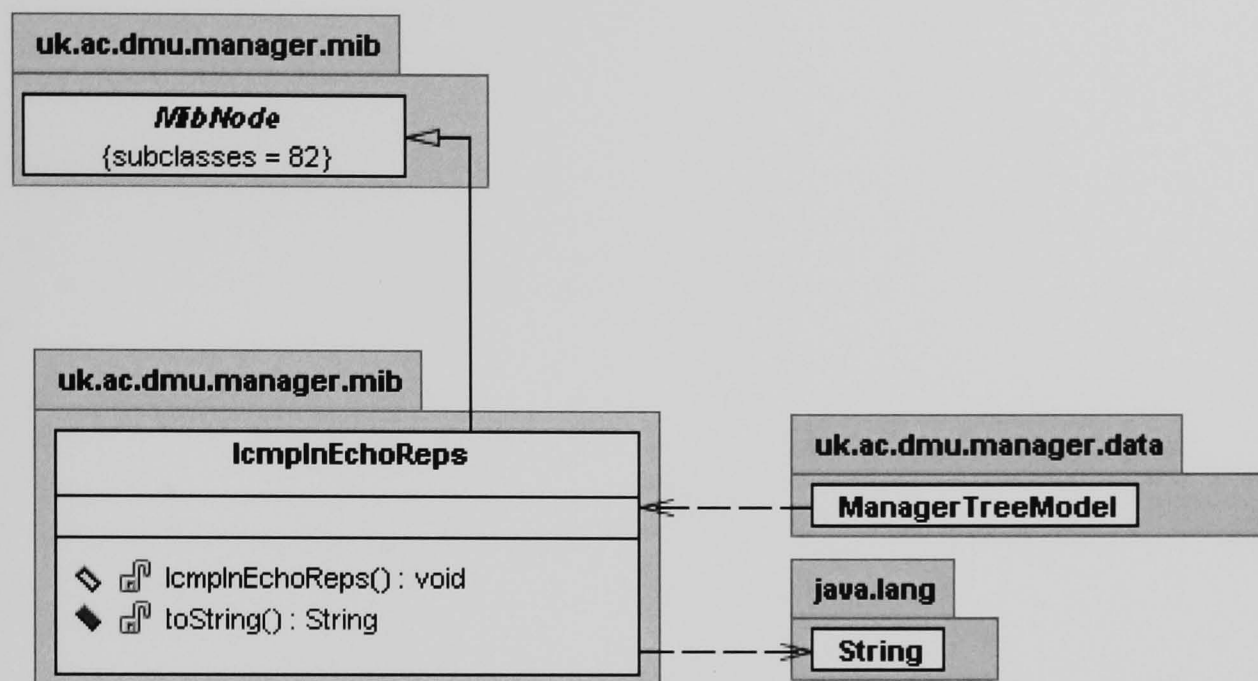 uk.ac.dmu.manager.mib
MibNode
{subclasses = 82}
uk.ac.dmu.manager.mib
IcmpInEchoReps
IcmpInEchoReps() : void
toString() : String
uk.ac.dmu.manager.data
ManagerTreeModel
java.lang
String